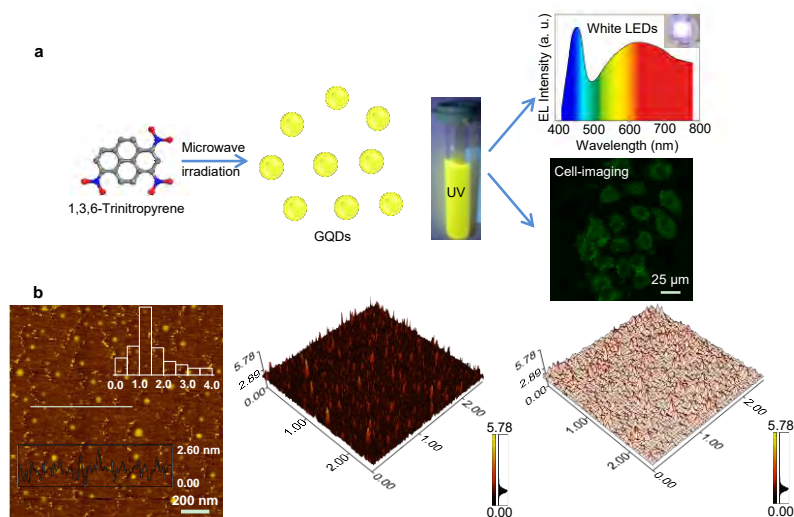 a
1,3,6-Trinitropyrene
Microwave
irradiation
GQDs
UV
EL Intensity (a. u.)
White LEDs
400 500 600 700 800
Wavelength (nm)
Cell-imaging
25 μm
b
0.0 1.0 2.0 3.0 4.0
2.60 nm
0.00
200 nm
5.78
2.89
0.00
1.00
2.00
0.00
1.00
2.00
5.78
0.00
5.78
2.89
0.00
1.00
2.00
0.00
1.00
2.00
5.78
0.00